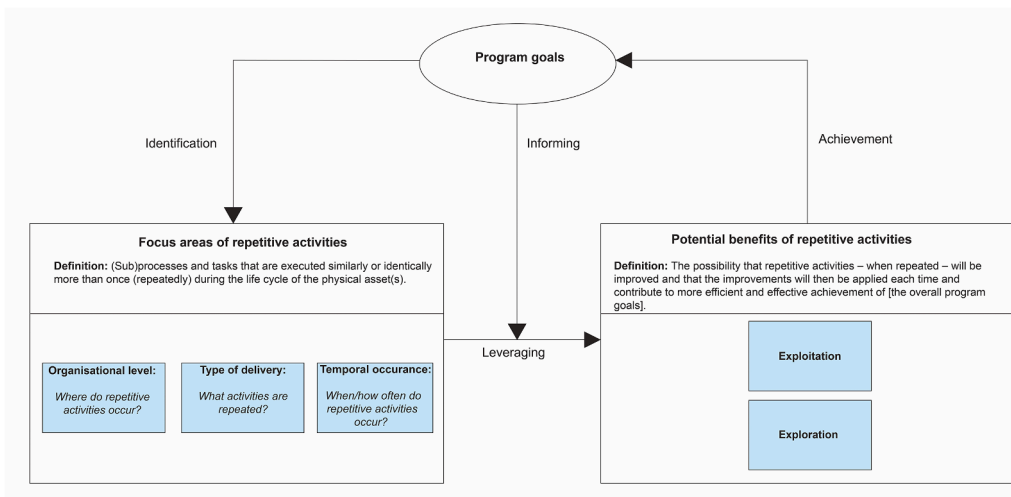 Program goals
Identification
Informing
Achievement
Focus areas of repetitive activities
Definition: (Sub)processes and tasks that are executed similarly or identically
more than once (repeatedly) during the life cycle of the physical asset(s).
Potential benefits of repetitive activities
Definition: The possibility that repetitive activities – when repeated – will be
improved and that the improvements will then be applied each time and
contribute to more efficient and effective achievement of [the overall program
goals].
Leveraging
Organisational level:
Where do repetitive
activities occur?
Type of delivery:
What activities are
repeated?
Temporal occurance:
When/how often do
repetitive activities
occur?
Exploitation
Exploration